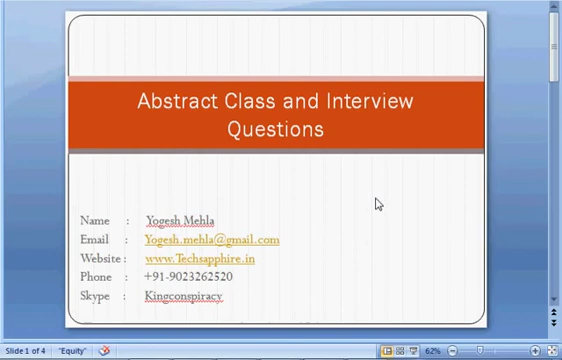 Abstract Class and Interview
Questions
Name : Yogesh Mehla
Email : Yogesh.mehla@gmail.com
Website : www.Techsapphire.in
Phone : +91-9023262520
Skype : Kingconspiracy
Slide 1 of 4 "Equity" 62%